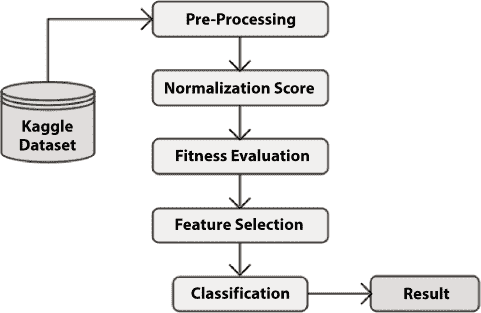 Pre-Processing
Kaggle
Dataset
Normalization Score
Fitness Evaluation
Feature Selection
Classification
Result